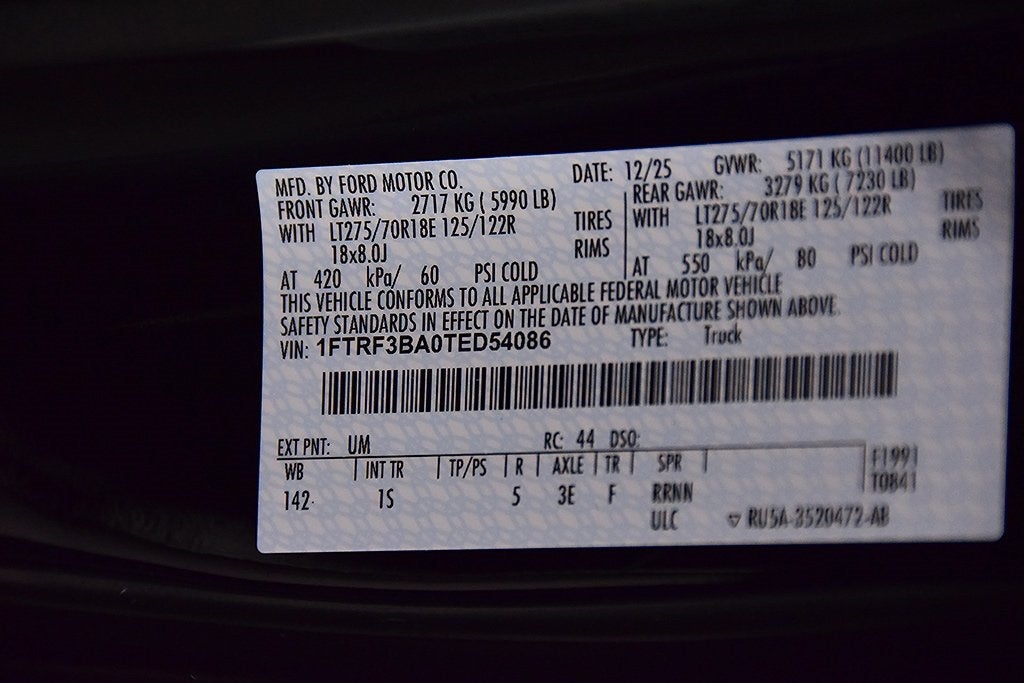 MFD. BY FORD MOTOR CO. DATE: 12/25 GVWR: 5171 KG (11400 LB)
FRONT GAWR: 2717 KG ( 5990 LB) REAR GAWR: 3279 KG ( 7230 LB)
WITH LT275/70R18E 125/122R TIRES WITH LT275/70R18E 125/122R TIRES
18x8.0J RIMS 18x8.0J RIMS
AT 420 kPa/ 60 PSI COLD AT 550 kPa/ 80 PSI COLD
THIS VEHICLE CONFORMS TO ALL APPLICABLE FEDERAL MOTOR VEHICLE
SAFETY STANDARDS IN EFFECT ON THE DATE OF MANUFACTURE SHOWN ABOVE.
VIN: 1FTRF3BA0TED54086 TYPE: Truck
EXT PNT: UM RC: 44 DSO:
WB INT TR TP/PS R AXLE TR SPR F1991
142 1S 5 3E F RRNN T0841
ULC ▽ RU5A-3520472-AB